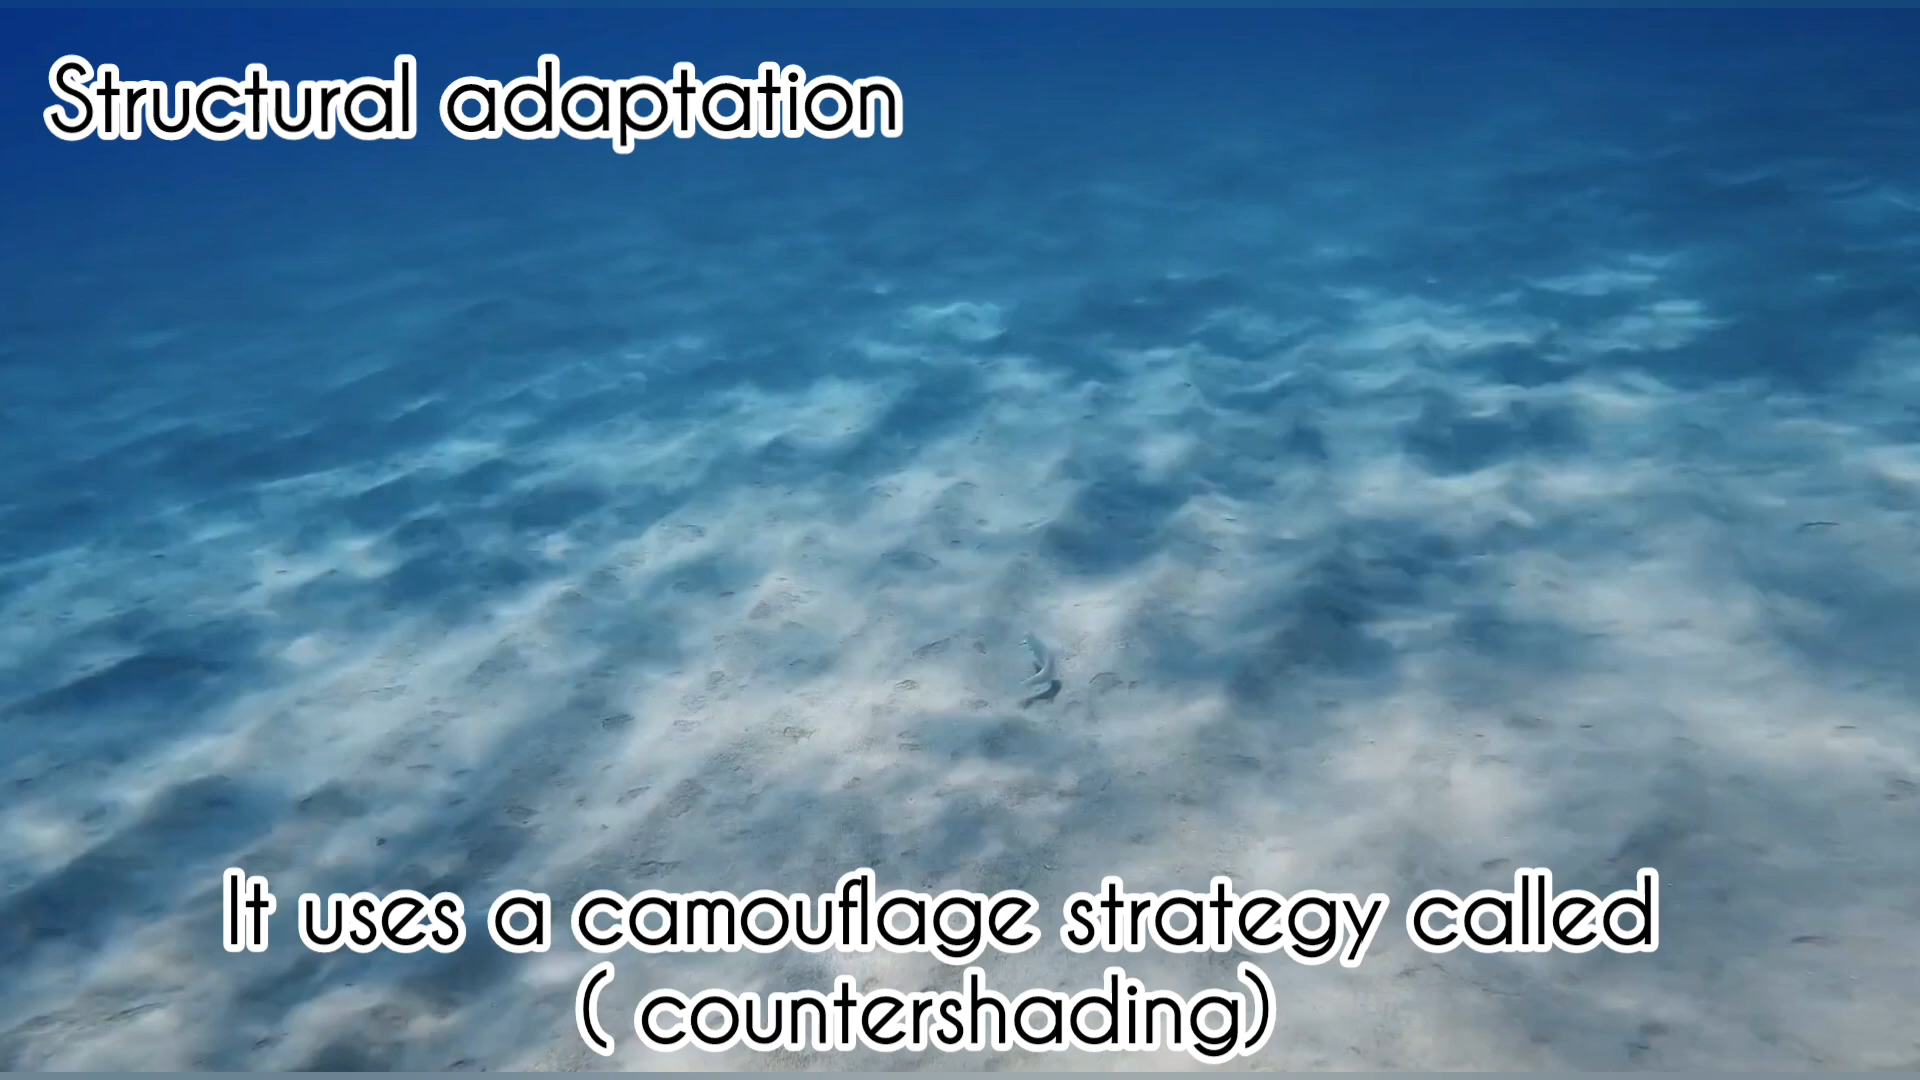 Structural adaptation
It uses a camouflage strategy called
( countershading)